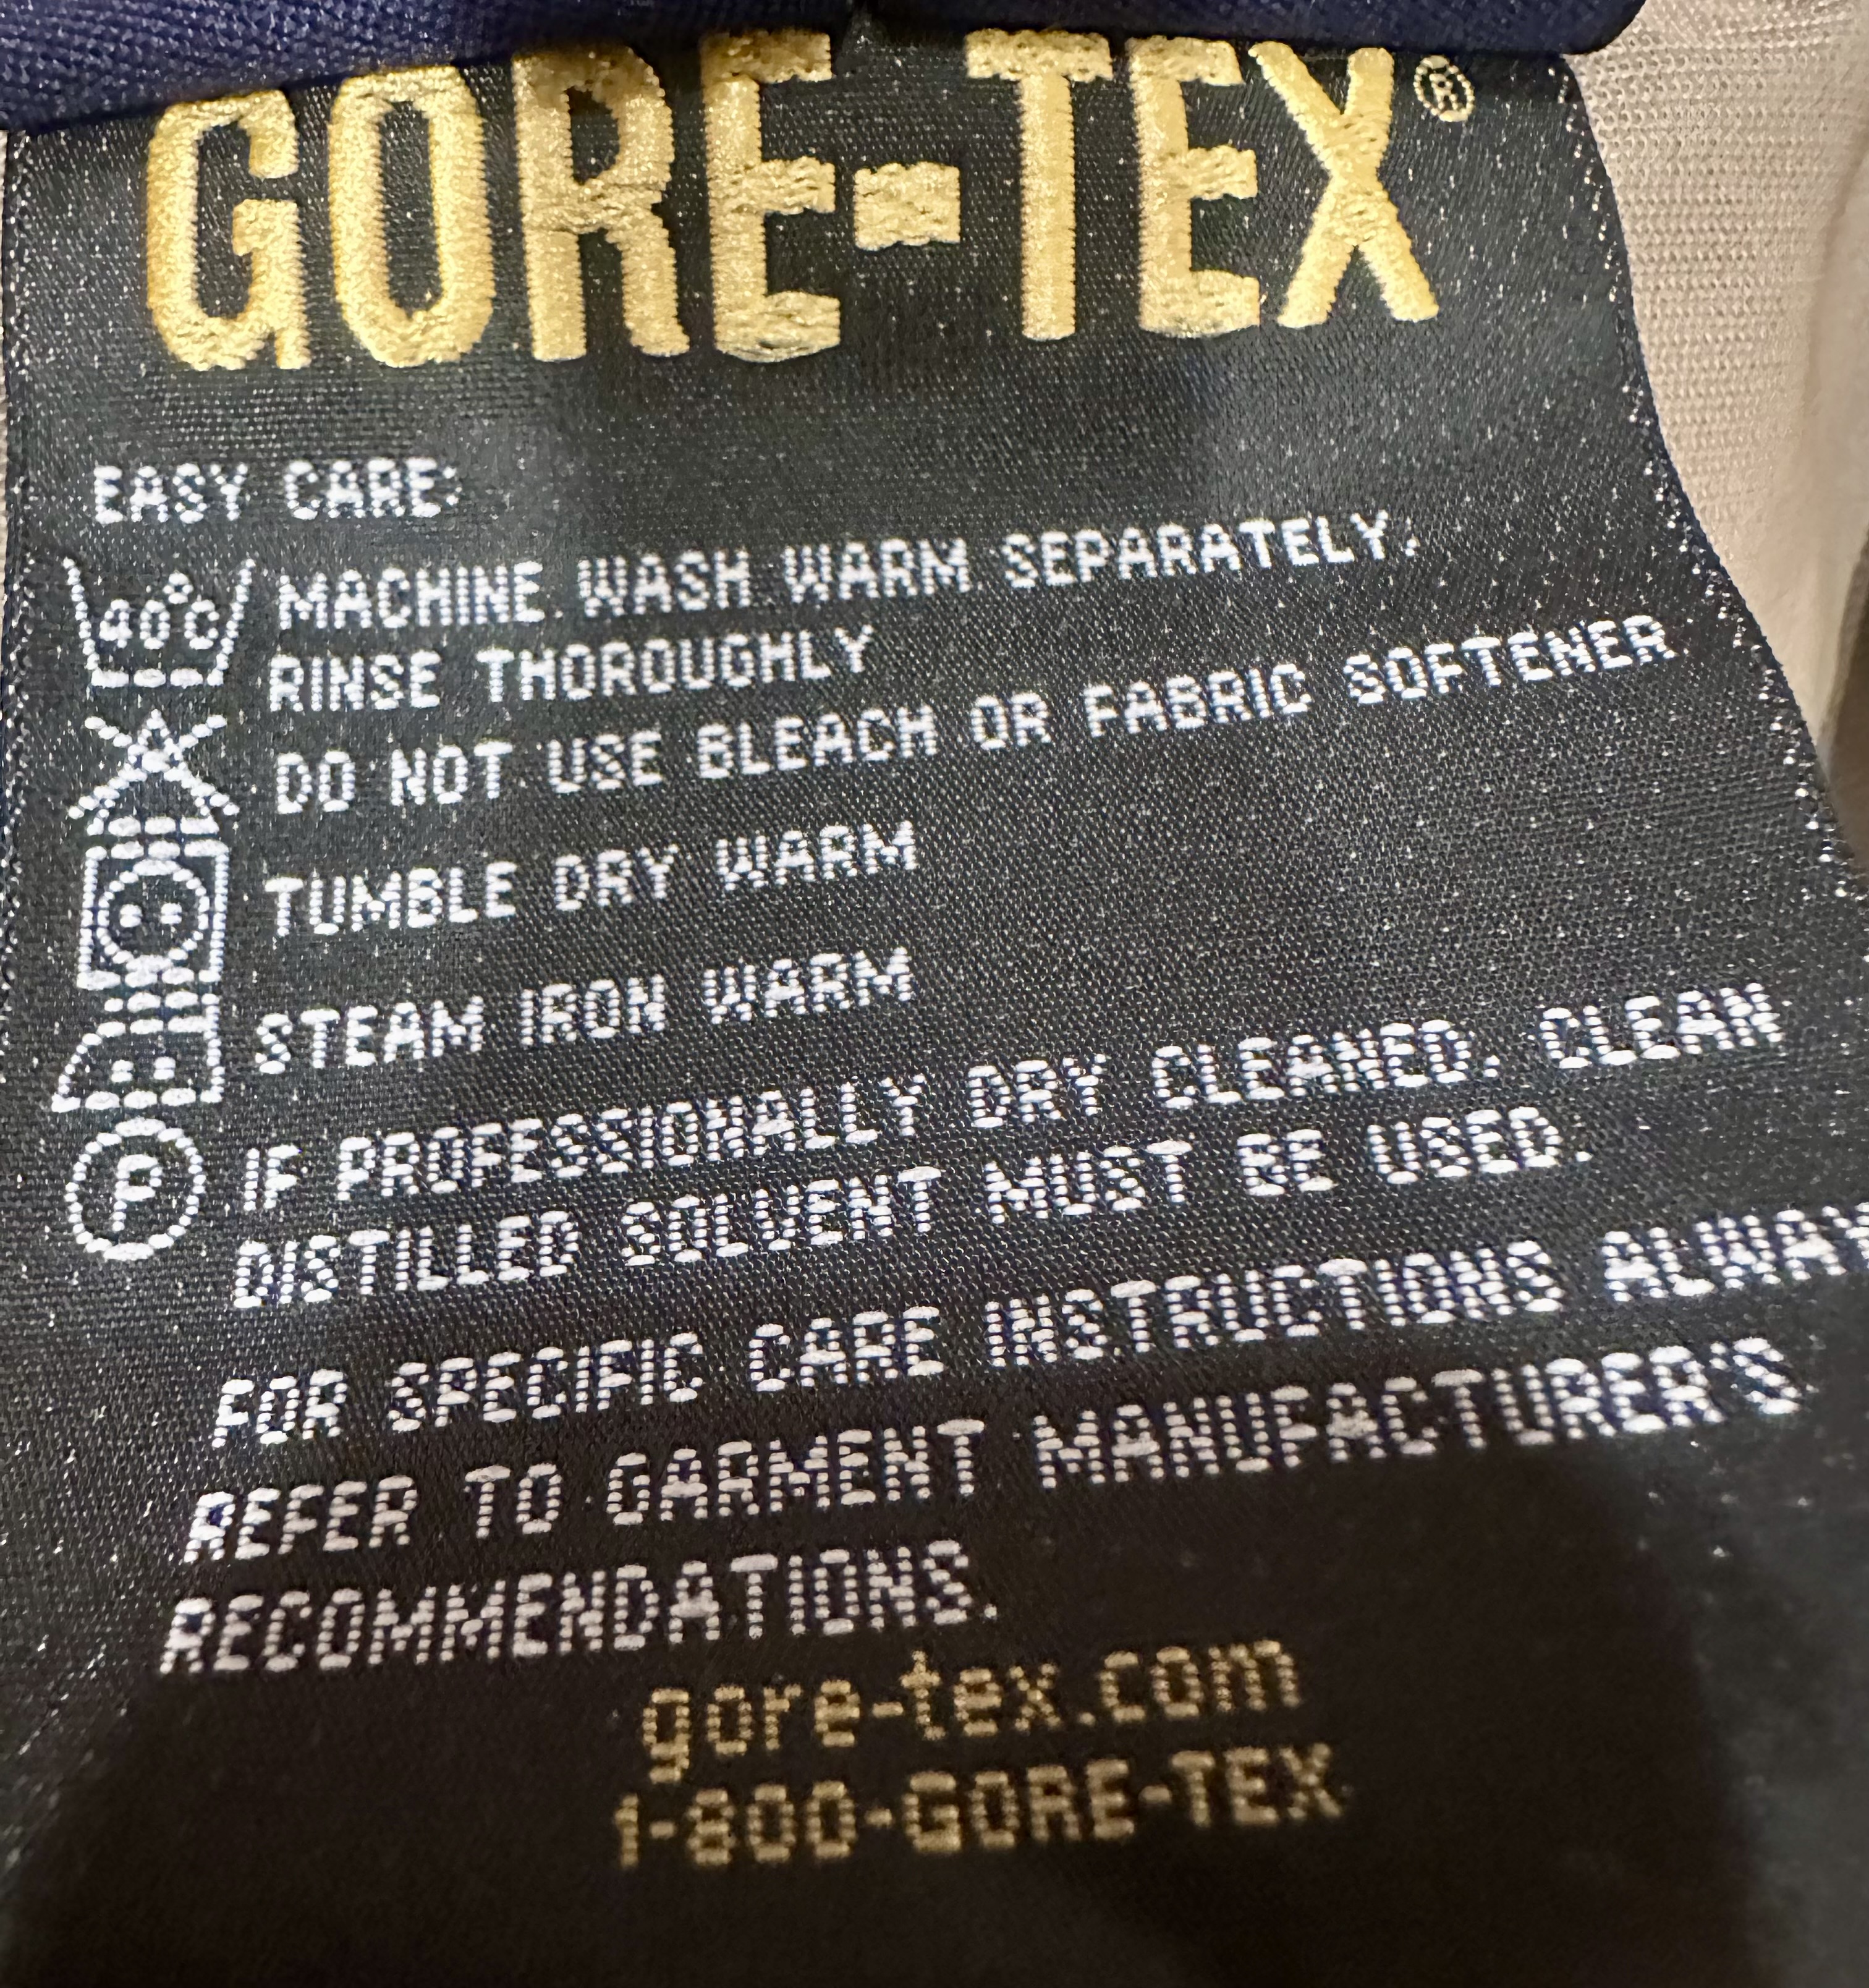 GORE-TEX®
EASY CARE:
40°C MACHINE WASH WARM SEPARATELY.
RINSE THOROUGHLY
DO NOT USE BLEACH OR FABRIC SOFTENER
TUMBLE DRY WARM
STEAM IRON WARM
P IF PROFESSIONALLY DRY CLEANED, CLEAN
DISTILLED SOLVENT MUST BE USED.
FOR SPECIFIC CARE INSTRUCTIONS ALWAY
REFER TO GARMENT MANUFACTURER'S
RECOMMENDATIONS.
gore-tex.com
1-800-GORE-TEX